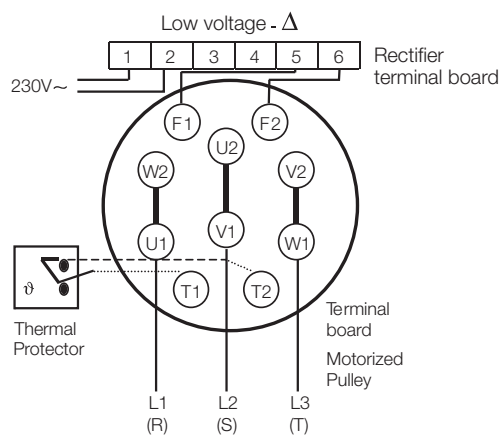 Low voltage - Δ
1 2 3 4 5 6
Rectifier
terminal board
230V~
F1 F2
U2
W2 V2
V1
U1 W1
ϑ
T1 T2
Thermal
Protector
Terminal
board
Motorized
Pulley
L1 L2 L3
(R) (S) (T)